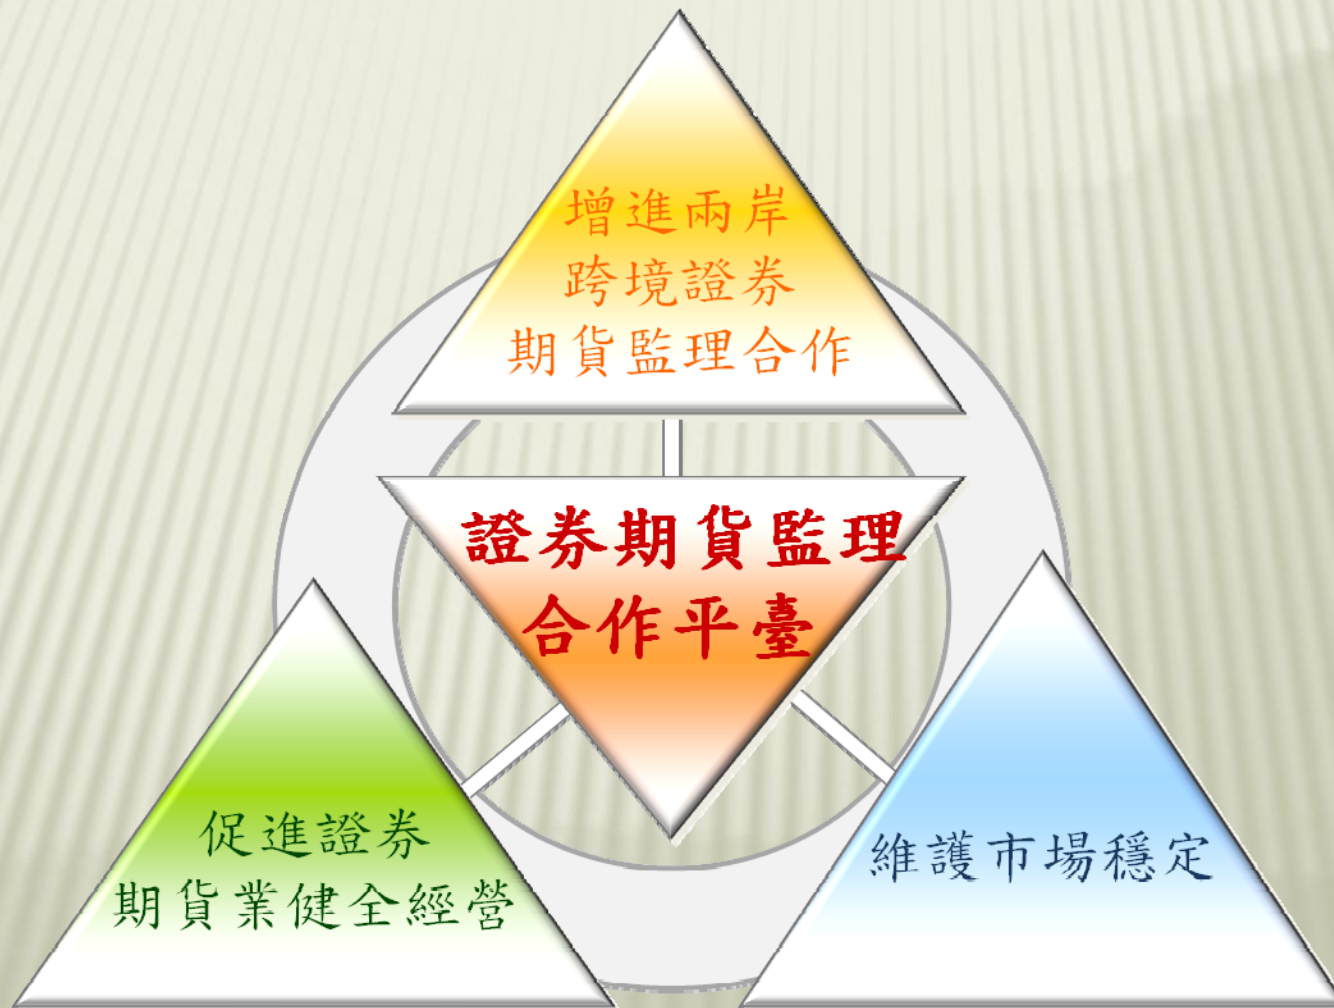 增進兩岸
跨境證券
期貨監理合作
證券期貨監理
合作平臺
促進證券
期貨業健全經營
維護市場穩定